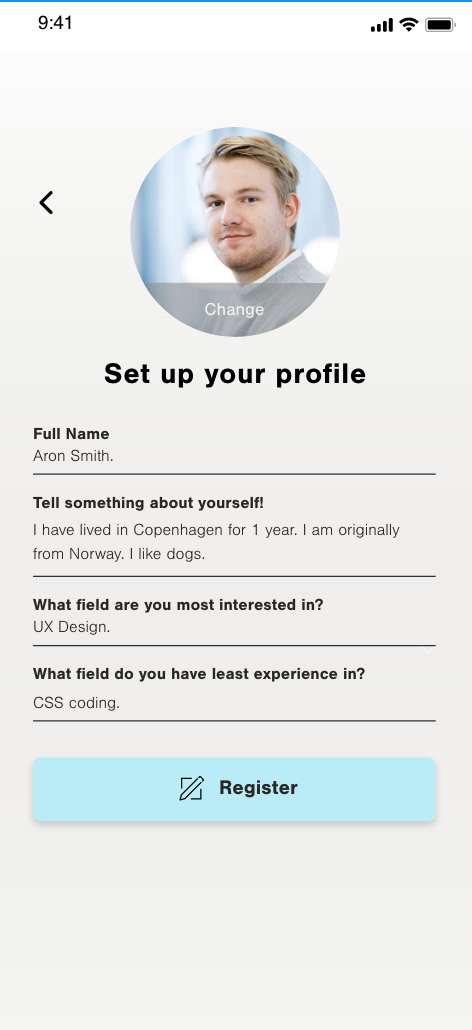 9:41
Change
Set up your profile
Full Name
Aron Smith.
Tell something about yourself!
I have lived in Copenhagen for 1 year. I am originally
from Norway. I like dogs.
What field are you most interested in?
UX Design.
What field do you have least experience in?
CSS coding.
Register